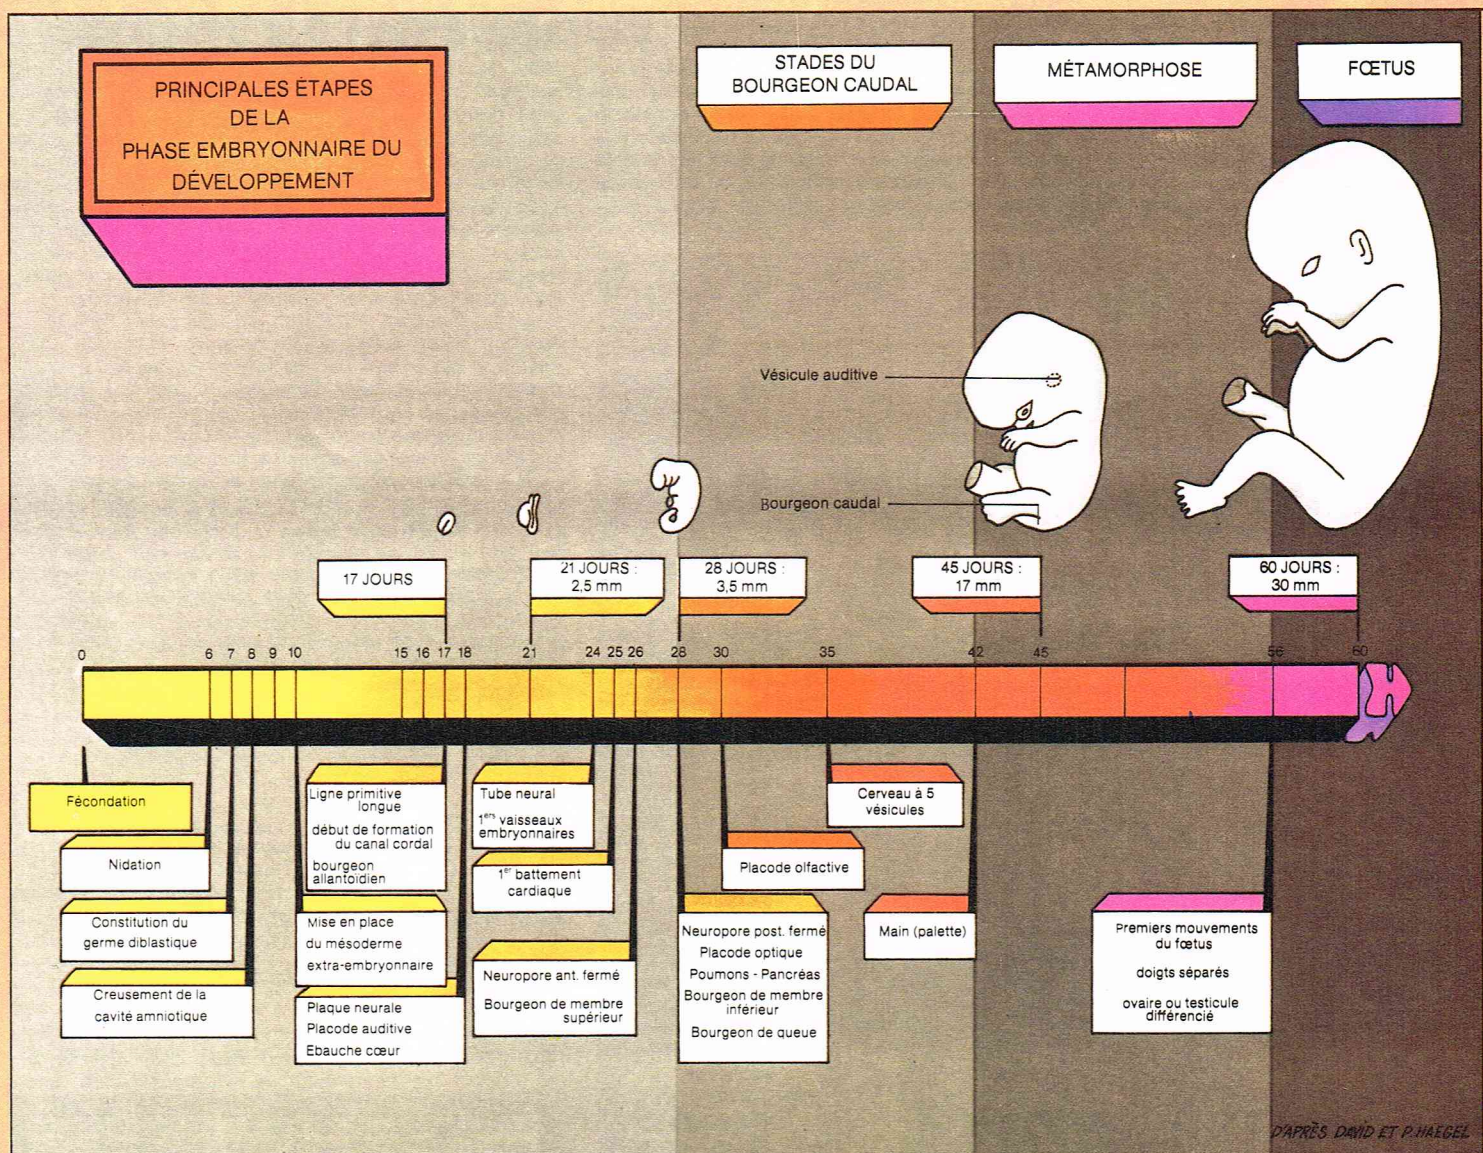 PRINCIPALES ÉTAPES
DE LA
PHASE EMBRYONNAIRE DU
DÉVELOPPEMENT
STADES DU
BOURGEON CAUDAL
MÉTAMORPHOSE
FŒTUS
Vésicule auditive
Bourgeon caudal
17 JOURS
21 JOURS :
2,5 mm
28 JOURS :
3,5 mm
45 JOURS :
17 mm
60 JOURS :
30 mm
0 6 7 8 9 10 15 16 17 18 21 24 25 26 28 30 35 42 45 56 60
Fécondation
Nidation
Constitution du
germe diblastique
Creusement de la
cavité amniotique
Ligne primitive
longue
début de formation
du canal cordal
bourgeon
allantoïdien
Mise en place
du mésoderme
extra-embryonnaire
Plaque neurale
Placode auditive
Ebauche cœur
Tube neural
1ers vaisseaux
embryonnaires
1er battement
cardiaque
Neuropore ant. fermé
Bourgeon de membre
supérieur
Neuropore post. fermé
Placode optique
Poumons - Pancréas
Bourgeon de membre
inférieur
Bourgeon de queue
Placode olfactive
Cerveau à 5
vésicules
Main (palette)
Premiers mouvements
du fœtus
doigts séparés
ovaire ou testicule
différencié
D'APRÈS DAVID ET P. HAEGEL